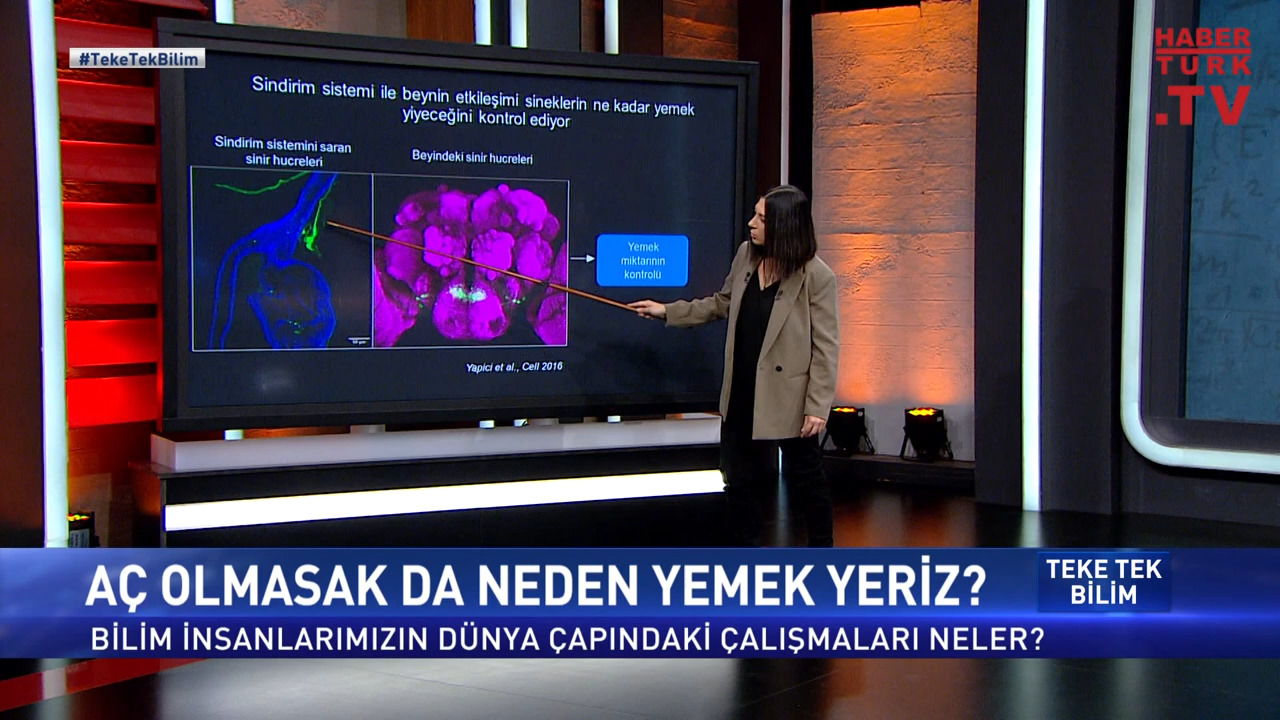 #TekeTekBilim
HABER
TÜRK
.TV
Sindirim sistemi ile beynin etkileşimi sineklerin ne kadar yemek
yiyeceğini kontrol ediyor
Sindirim sistemini saran
sinir hucreleri
Beyindeki sinir hucreleri
Yemek
miktarının
kontrolü
Yapici et al., Cell 2016
AÇ OLMASAK DA NEDEN YEMEK YERİZ?
TEKE TEK
BİLİM
BİLİM İNSANLARIMIZIN DÜNYA ÇAPINDAKİ ÇALIŞMALARI NELER?